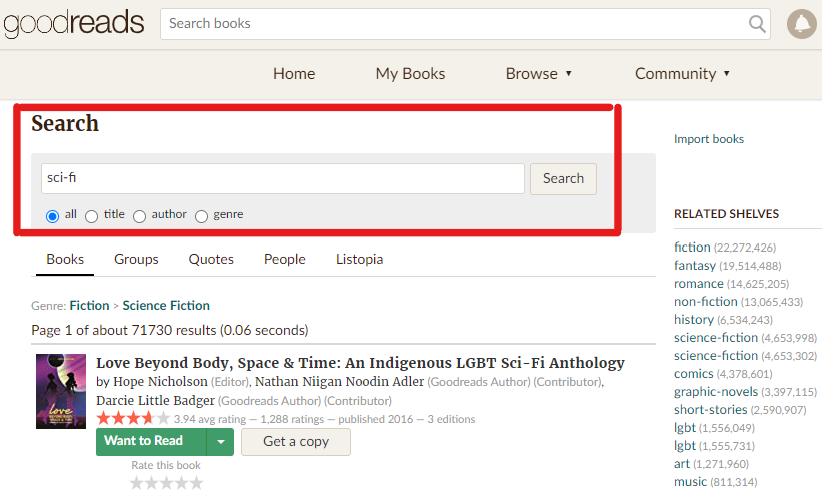 goodreads
Search books
Home My Books Browse ▼ Community ▼
Search
sci-fi Search
all title author genre
Import books
RELATED SHELVES
fiction (22,272,426)
fantasy (19,514,488)
romance (14,625,205)
non-fiction (13,065,433)
history (6,534,243)
science-fiction (4,653,998)
science-fiction (4,653,302)
comics (4,378,601)
graphic-novels (3,397,115)
short-stories (2,590,907)
lgbt (1,556,049)
lgbt (1,555,731)
art (1,271,960)
music (811,314)
Books Groups Quotes People Listopia
Genre: Fiction > Science Fiction
Page 1 of about 71730 results (0.06 seconds)
love
Love Beyond Body, Space & Time: An Indigenous LGBT Sci-Fi Anthology
by Hope Nicholson (Editor), Nathan Niigan Noodin Adler (Goodreads Author) (Contributor),
Darcie Little Badger (Goodreads Author) (Contributor)
3.94 avg rating — 1,288 ratings — published 2016 — 3 editions
Want to Read Get a copy
Rate this book